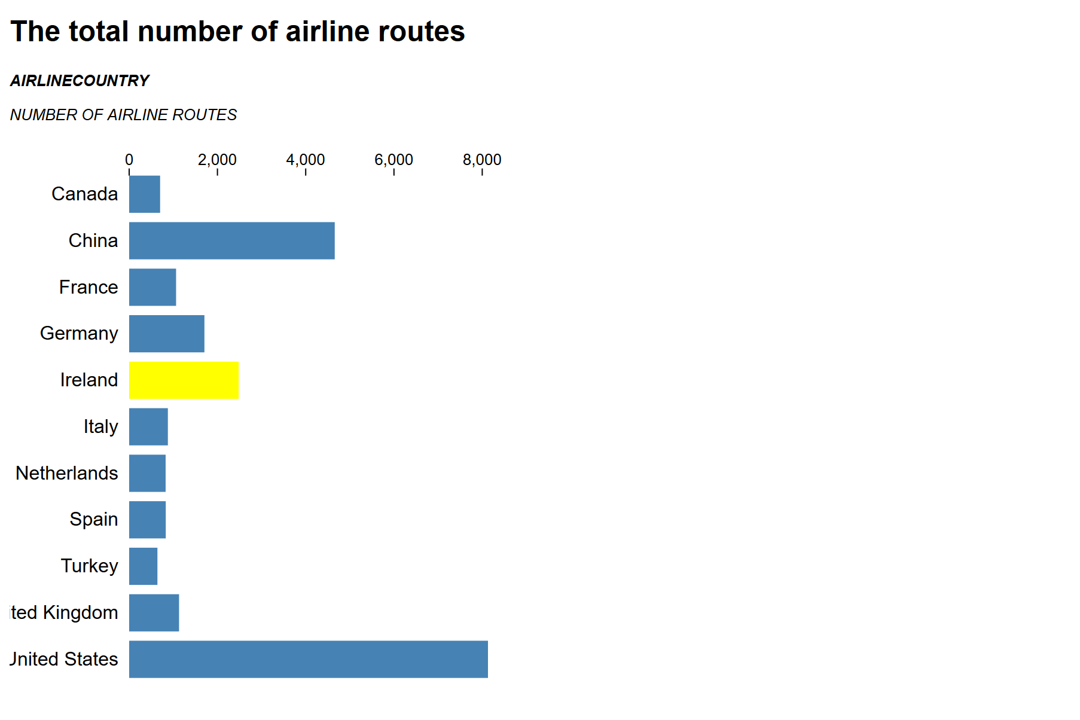 The total number of airline routes
AIRLINECOUNTRY
NUMBER OF AIRLINE ROUTES
0 2,000 4,000 6,000 8,000
Canada
China
France
Germany
Ireland
Italy
Netherlands
Spain
Turkey
ted Kingdom
United States